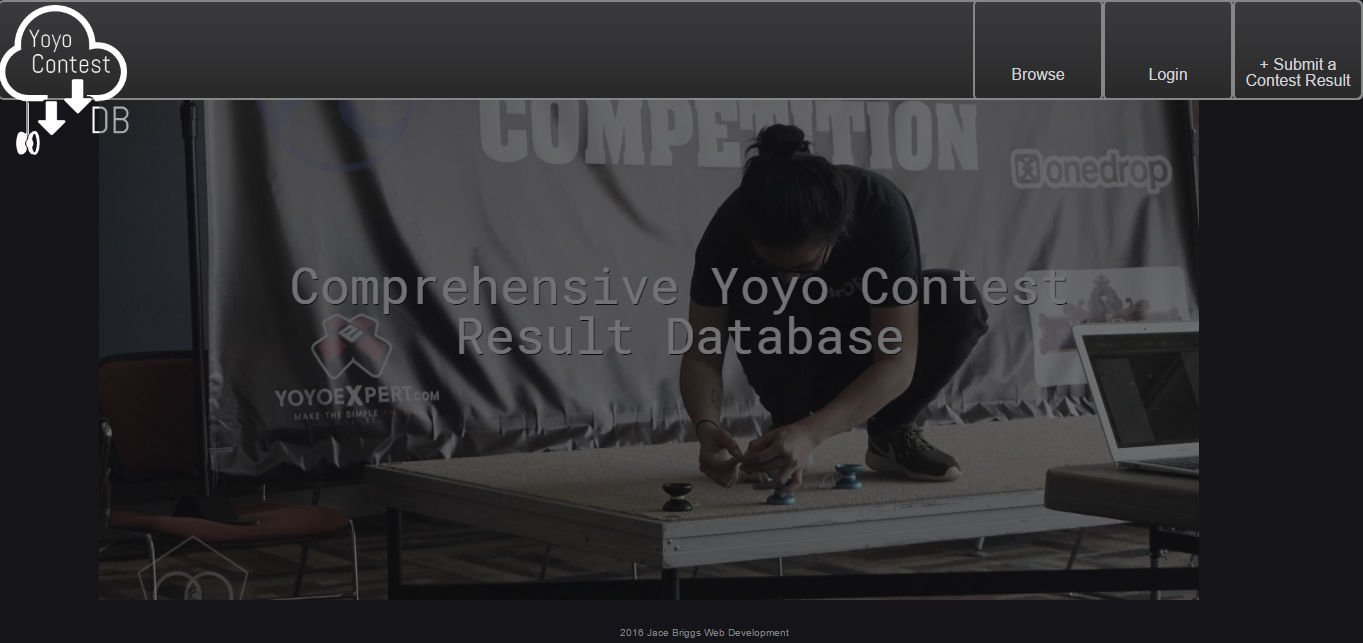 Yoyo
Contest
DB
Browse
Login
+ Submit a
Contest Result
COMPETITION
onedrop
Comprehensive Yoyo Contest
Result Database
YOYOEXPERT.COM
MAKE THE SIMPLE
2016 Jace Briggs Web Development